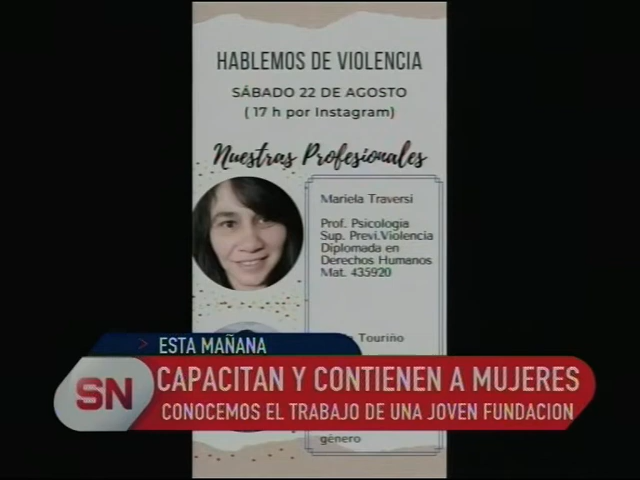 HABLEMOS DE VIOLENCIA
SÁBADO 22 DE AGOSTO
( 17 h por Instagram)
Nuestras Profesionales
Mariela Traversi
Prof. Psicologia
Sup. Previ.Violencia
Diplomada en
Derechos Humanos
Mat. 435920
Touriño
> ESTA MAÑANA
SN
CAPACITAN Y CONTIENEN A MUJERES
CONOCEMOS EL TRABAJO DE UNA JOVEN FUNDACION
género